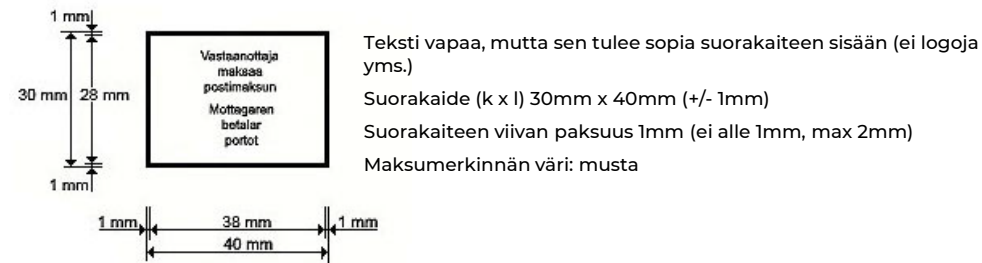 1 mm
30 mm
28 mm
1 mm
Vastaanottaja
maksaa
postimaksun
Mottagaren
betalar
portot
1 mm
38 mm
1 mm
40 mm
Teksti vapaa, mutta sen tulee sopia suorakaiteen sisään (ei logoja
yms.)
Suorakaide (k x l) 30mm x 40mm (+/- 1mm)
Suorakaiteen viivan paksuus 1mm (ei alle 1mm, max 2mm)
Maksumerkinnän väri: musta